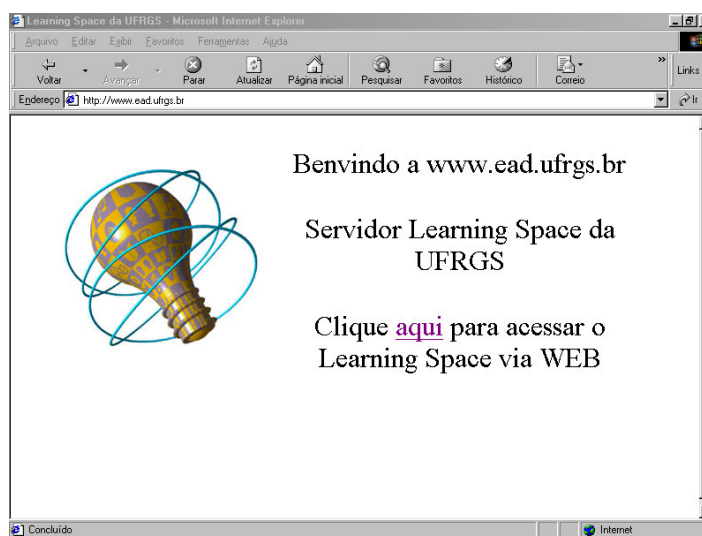 Learning Space da UFRGS - Microsoft Internet Explorer
Arquivo Editar Exibir Favoritos Ferramentas Ajuda
Voltar Avançar Parar Atualizar Página inicial Pesquisar Favoritos Histórico Correio » Links
Endereço http://www.ead.ufrgs.br Ir
Benvindo a www.ead.ufrgs.br
Servidor Learning Space da
UFRGS
Clique aqui para acessar o
Learning Space via WEB
Concluído Internet